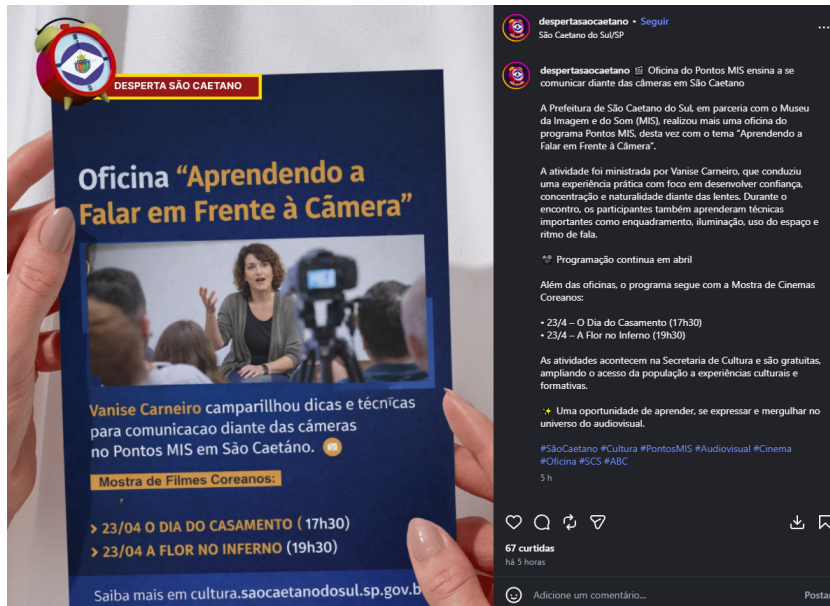 DESPERTA SÃO CAETANO
Oficina “Aprendendo a
Falar em Frente à Cãmera”
Vanise Carneiro camparillhou dicas e técnicas
para comunicacao diante das cámeras
no Pontos MIS em São Caetáno.
Mostra de Filmes Coreanos:
> 23/04 O DIA DO CASAMENTO ( 17h30)
> 23/04 A FLOR NO INFERNO (19h30)
Saiba mais em cultura.saocaetanodosul.sp.gov.b
despertasaocaetano • Seguir
São Caetano do Sul/SP
despertasaocaetano 🎬 Oficina do Pontos MIS ensina a se
comunicar diante das câmeras em São Caetano
A Prefeitura de São Caetano do Sul, em parceria com o Museu
da Imagem e do Som (MIS), realizou mais uma oficina do
programa Pontos MIS, desta vez com o tema “Aprendendo a
Falar em Frente à Câmera”.
A atividade foi ministrada por Vanise Carneiro, que conduziu
uma experiência prática com foco em desenvolver confiança,
concentração e naturalidade diante das lentes. Durante o
encontro, os participantes também aprenderam técnicas
importantes como enquadramento, iluminação, uso do espaço e
ritmo de fala.
📽 Programação continua em abril
Além das oficinas, o programa segue com a Mostra de Cinemas
Coreanos:
• 23/4 – O Dia do Casamento (17h30)
• 23/4 – A Flor no Inferno (19h30)
As atividades acontecem na Secretaria de Cultura e são gratuitas,
ampliando o acesso da população a experiências culturais e
formativas.
✨ Uma oportunidade de aprender, se expressar e mergulhar no
universo do audiovisual.
#SãoCaetano #Cultura #PontosMIS #Audiovisual #Cinema
#Oficina #SCS #ABC
5 h
67 curtidas
há 5 horas
Adicione um comentário...
Postar